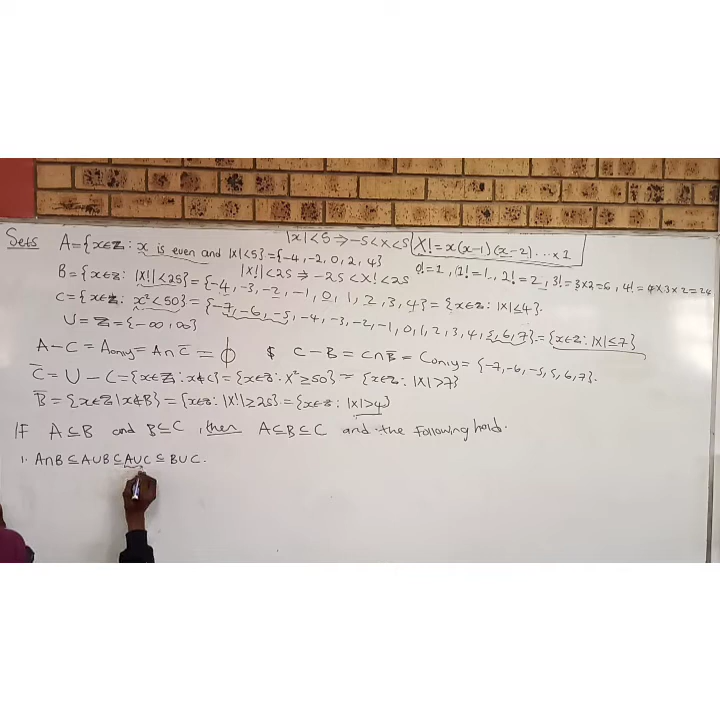 Sets A={x∈Z: x is even and |x|<5}={-4, -2, 0, 2, 4}
|x|<5 ⇒ -5<x<5
X!=x(x-1)(x-2)...x1
B={x∈Z: |x!|<25}={-4, -3, -2, -1, 0, 1, 2, 3, 4}={x∈Z: |x|≤4}.
|x!|<25 ⇒ -25<x!<25
0!=1, 1!=1, 2!=2, 3!=3×2=6, 4!=4×3×2=24
C={x∈Z: x²<50}={-7, -6, -5, -4, -3, -2, -1, 0, 1, 2, 3, 4, 5, 6, 7}={x∈Z: |x|≤7}
U=Z={-∞,∞}
A-C=A only=A∩C̅=ϕ & C-B=C∩B̅=C only={-7,-6,-5,5,6,7}.
C̅=U-C={x∈Z: x∉C}={x∈Z: x²≥50}={x∈Z: |x|>7}
B̅={x∈Z|x∉B}={x∈Z: |x!|≥25}={x∈Z: |x|>4}
If A⊆B and B⊆C, then A⊆B⊆C and the following hold.
1. A∩B⊆A∪B⊆A∪C⊆B∪C.